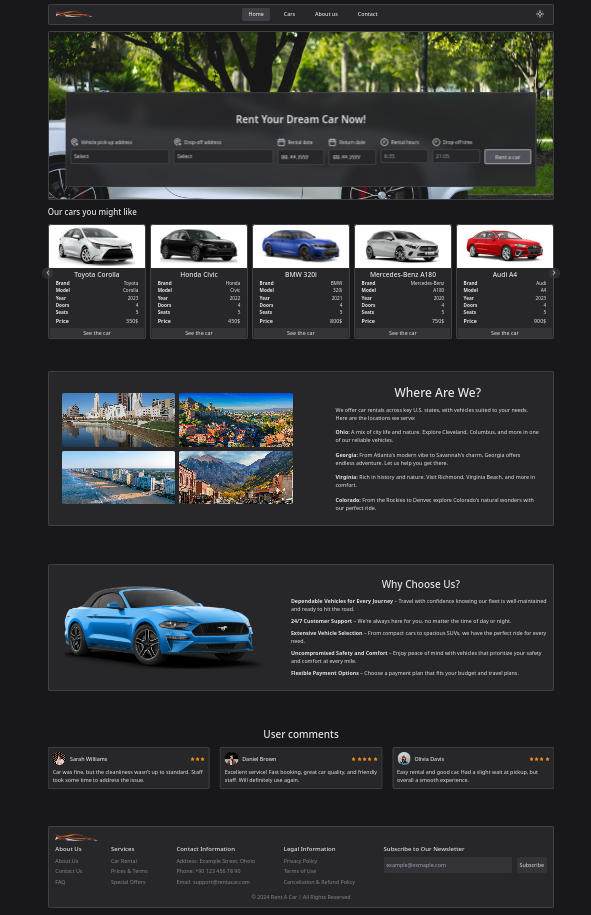 Home Cars About us Contact
Rent Your Dream Car Now!
Vehicle pick-up address Drop-off address Rental date Return date Rental hours Drop-off time
Select Select 8:35 21:05 Rent a car
Our cars you might like
Toyota Corolla
Brand Toyota
Model Corolla
Year 2023
Doors 4
Seats 5
Price 350$
See the car
Honda Civic
Brand Honda
Model Civic
Year 2022
Doors 4
Seats 5
Price 450$
See the car
BMW 320i
Brand BMW
Model 320i
Year 2021
Doors 4
Seats 5
Price 800$
See the car
Mercedes-Benz A180
Brand Mercedes-Benz
Model A180
Year 2020
Doors 4
Seats 5
Price 750$
See the car
Audi A4
Brand Audi
Model A4
Year 2023
Doors 4
Seats 5
Price 900$
See the car
Where Are We?
We offer car rentals across key U.S. states, with vehicles suited to your needs.
Here are the locations we serve:
Ohio: A mix of city life and nature. Explore Cleveland, Columbus, and more in one
of our reliable vehicles.
Georgia: From Atlanta's modern vibe to Savannah's charm, Georgia offers
endless adventure. Let us help you get there.
Virginia: Rich in history and nature. Visit Richmond, Virginia Beach, and more in
comfort.
Colorado: From the Rockies to Denver, explore Colorado's natural wonders with
our perfect ride.
Why Choose Us?
Dependable Vehicles for Every Journey – Travel with confidence knowing our fleet is well-maintained
and ready to hit the road.
24/7 Customer Support – We're always here for you, no matter the time of day or night.
Extensive Vehicle Selection – From compact cars to spacious SUVs, we have the perfect ride for every
need.
Uncompromised Safety and Comfort – Enjoy peace of mind with vehicles that prioritize your safety
and comfort at every mile.
Flexible Payment Options – Choose a payment plan that fits your budget and travel plans.
User comments
Sarah Williams
Car was fine, but the cleanliness wasn't up to standard. Staff
took some time to address the issue.
Daniel Brown
Excellent service! Fast booking, great car quality, and friendly
staff. Will definitely use again.
Olivia Davis
Easy rental and good car. Had a slight wait at pickup, but
overall a smooth experience.
About Us
About Us
Contact Us
FAQ
Services
Car Rental
Prices & Terms
Special Offers
Contact Information
Address: Example Street, Ohoio
Phone: +90 123 456 78 90
Email: support@rentacar.com
Legal Information
Privacy Policy
Terms of Use
Cancellation & Refund Policy
Subscribe to Our Newsletter
example@exmaple.com Subscribe
© 2024 Rent A Car | All Rights Reserved